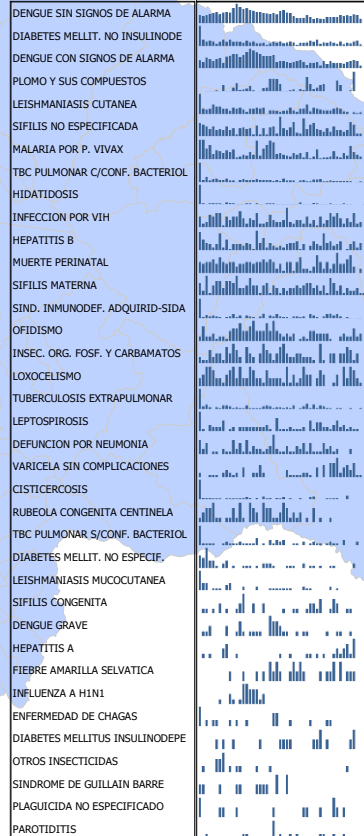 DENGUE SIN SIGNOS DE ALARMA
DIABETES MELLIT. NO INSULINODE
DENGUE CON SIGNOS DE ALARMA
PLOMO Y SUS COMPUESTOS
LEISHMANIASIS CUTANEA
SIFILIS NO ESPECIFICADA
MALARIA POR P. VIVAX
TBC PULMONAR C/CONF. BACTERIOL
HIDATIDOSIS
INFECCION POR VIH
HEPATITIS B
MUERTE PERINATAL
SIFILIS MATERNA
SIND. INMUNODEF. ADQUIRID-SIDA
OFIDISMO
INSEC. ORG. FOSF. Y CARBAMATOS
LOXOCELISMO
TUBERCULOSIS EXTRAPULMONAR
LEPTOSPIROSIS
DEFUNCION POR NEUMONIA
VARICELA SIN COMPLICACIONES
CISTICERCOSIS
RUBEOLA CONGENITA CENTINELA
TBC PULMONAR S/CONF. BACTERIOL
DIABETES MELLIT. NO ESPECIF.
LEISHMANIASIS MUCOCUTANEA
SIFILIS CONGENITA
DENGUE GRAVE
HEPATITIS A
FIEBRE AMARILLA SELVATICA
INFLUENZA A H1N1
ENFERMEDAD DE CHAGAS
DIABETES MELLITUS INSULINODEPE
OTROS INSECTICIDAS
SINDROME DE GUILLAIN BARRE
PLAGUICIDA NO ESPECIFICADO
PAROTIDITIS